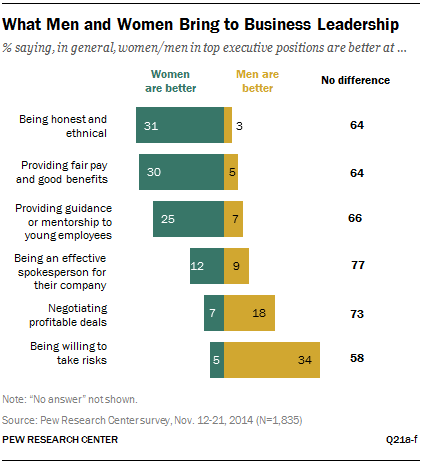 What Men and Women Bring to Business Leadership
% saying, in general, women/men in top executive positions are better at ...
Women are better
Men are better
No difference
Being honest and
ethnical
31
3
64
Providing fair pay
and good benefits
30
5
64
Providing guidance
or mentorship to
young employees
25
7
66
Being an effective
spokesperson for
their company
12
9
77
Negotiating
profitable deals
7
18
73
Being willing to
take risks
5
34
58
Note: "No answer" not shown.
Source: Pew Research Center survey, Nov. 12-21, 2014 (N=1,835)
PEW RESEARCH CENTER
Q21a-f